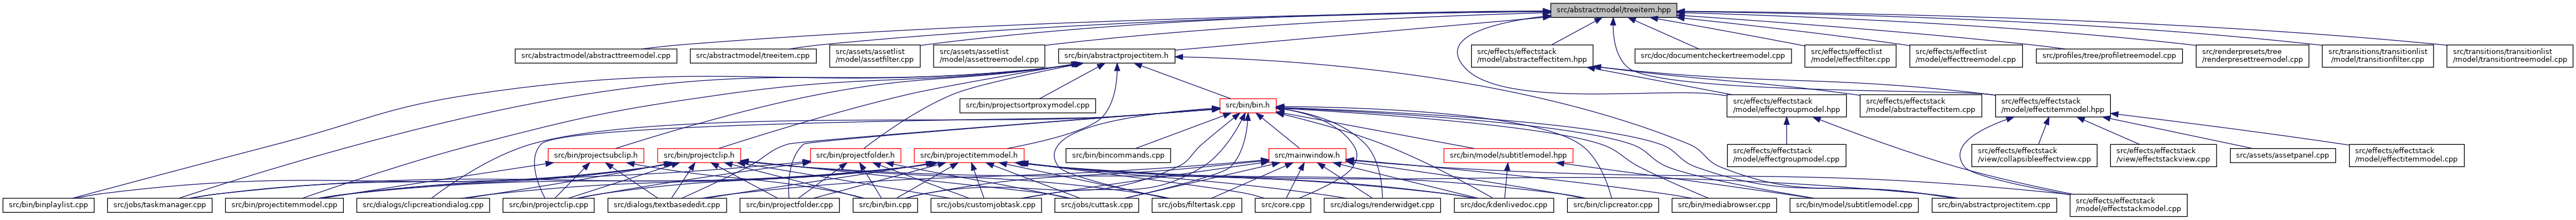 src/abstractmodel/treeitem.hpp
src/abstractmodel/abstracttreemodel.cpp
src/abstractmodel/treeitem.cpp
src/assets/assetlist
/model/assetfilter.cpp
src/assets/assetlist
/model/assettreemodel.cpp
src/bin/abstractprojectitem.h
src/effects/effectstack
/model/abstracteffectitem.hpp
src/doc/documentcheckertreemodel.cpp
src/effects/effectlist
/model/effectfilter.cpp
src/effects/effectlist
/model/effecttreemodel.cpp
src/profiles/tree/profiletreemodel.cpp
src/renderpresets/tree
/renderpresettreemodel.cpp
src/transitions/transitionlist
/model/transitionfilter.cpp
src/transitions/transitionlist
/model/transitiontreemodel.cpp
src/bin/projectsortproxymodel.cpp
src/bin/bin.h
src/effects/effectstack
/model/effectgroupmodel.hpp
src/effects/effectstack
/model/abstracteffectitem.cpp
src/effects/effectstack
/model/effectitemmodel.hpp
src/bin/projectsubclip.h
src/bin/projectclip.h
src/bin/projectfolder.h
src/bin/projectitemmodel.h
src/bin/bincommands.cpp
src/mainwindow.h
src/bin/model/subtitlemodel.hpp
src/effects/effectstack
/model/effectgroupmodel.cpp
src/effects/effectstack
/view/collapsibleeffectview.cpp
src/effects/effectstack
/view/effectstackview.cpp
src/assets/assetpanel.cpp
src/effects/effectstack
/model/effectitemmodel.cpp
src/bin/binplaylist.cpp
src/jobs/taskmanager.cpp
src/bin/projectitemmodel.cpp
src/dialogs/clipcreationdialog.cpp
src/bin/projectclip.cpp
src/dialogs/textbasededit.cpp
src/bin/projectfolder.cpp
src/bin/bin.cpp
src/jobs/customjobtask.cpp
src/jobs/cuttask.cpp
src/jobs/filtertask.cpp
src/core.cpp
src/dialogs/renderwidget.cpp
src/doc/kdenlivedoc.cpp
src/bin/clipcreator.cpp
src/bin/mediabrowser.cpp
src/bin/model/subtitlemodel.cpp
src/bin/abstractprojectitem.cpp
src/effects/effectstack
/model/effectstackmodel.cpp